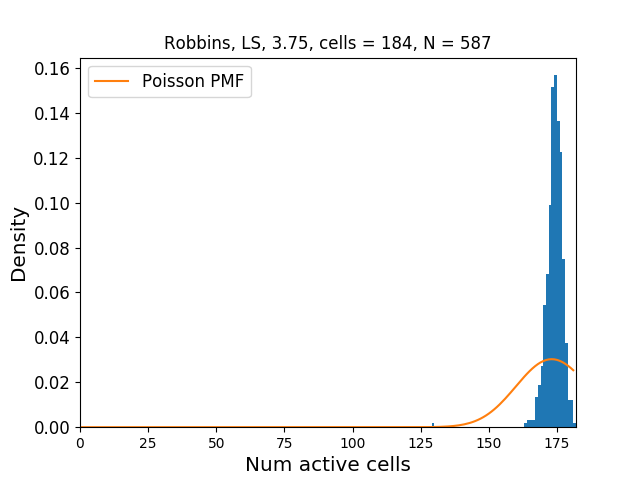 Robbins, LS, 3.75, cells = 184, N = 587
Poisson PMF
0.16
0.14
0.12
0.10
0.08
0.06
0.04
0.02
0.00
Density
0 25 50 75 100 125 150 175
Num active cells